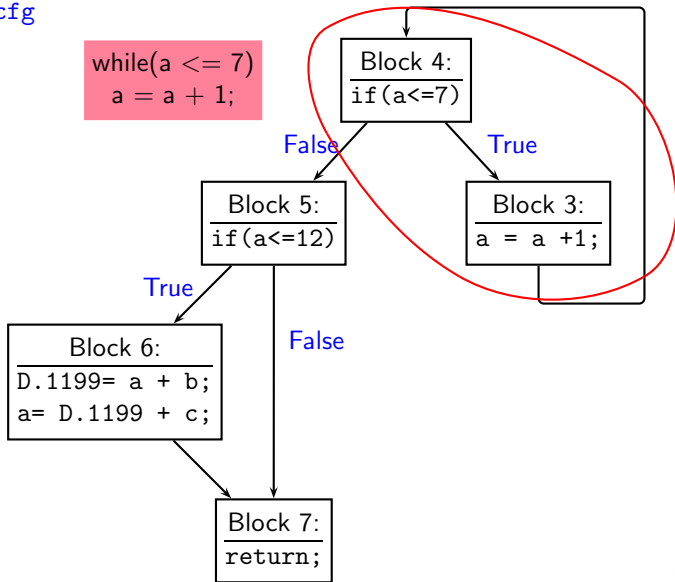 cfg
while(a <= 7)
a = a + 1;
Block 4:
if(a<=7)
False
True
Block 5:
if(a<=12)
Block 3:
a = a +1;
True
False
Block 6:
D.1199= a + b;
a= D.1199 + c;
Block 7:
return;